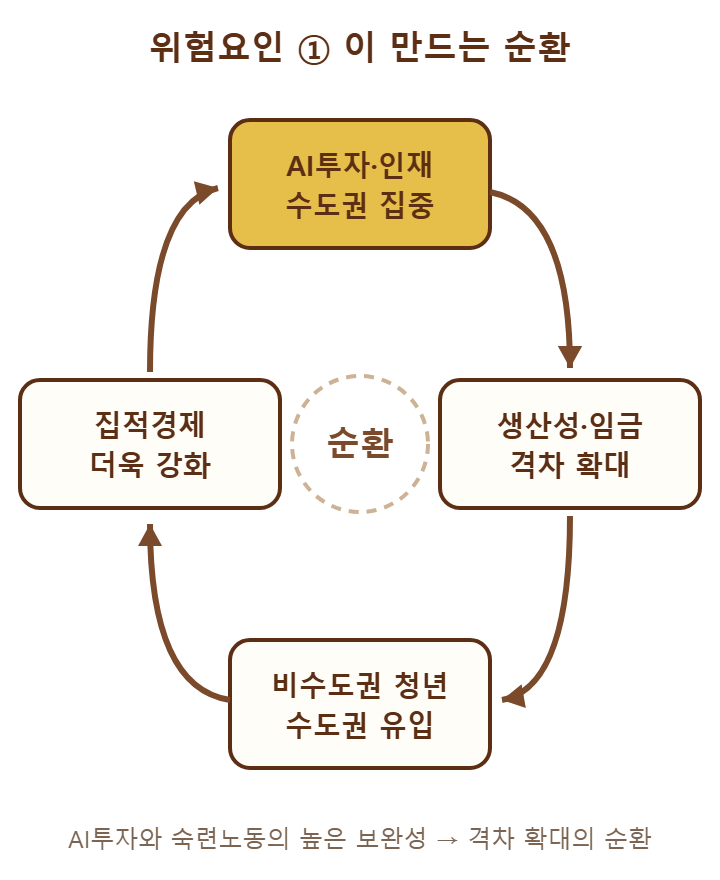 위험요인 ① 이 만드는 순환
AI투자·인재
수도권 집중
집적경제
더욱 강화
순환
생산성·임금
격차 확대
비수도권 청년
수도권 유입
AI투자와 숙련노동의 높은 보완성 → 격차 확대의 순환